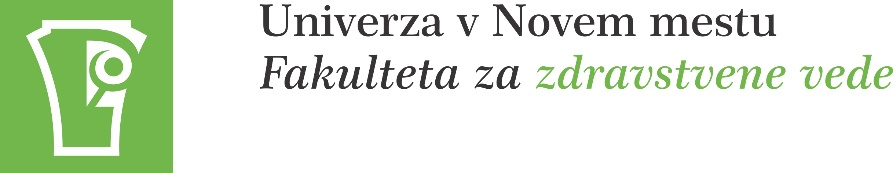 Univerza v Novem mestu
Fakulteta za zdravstvene vede